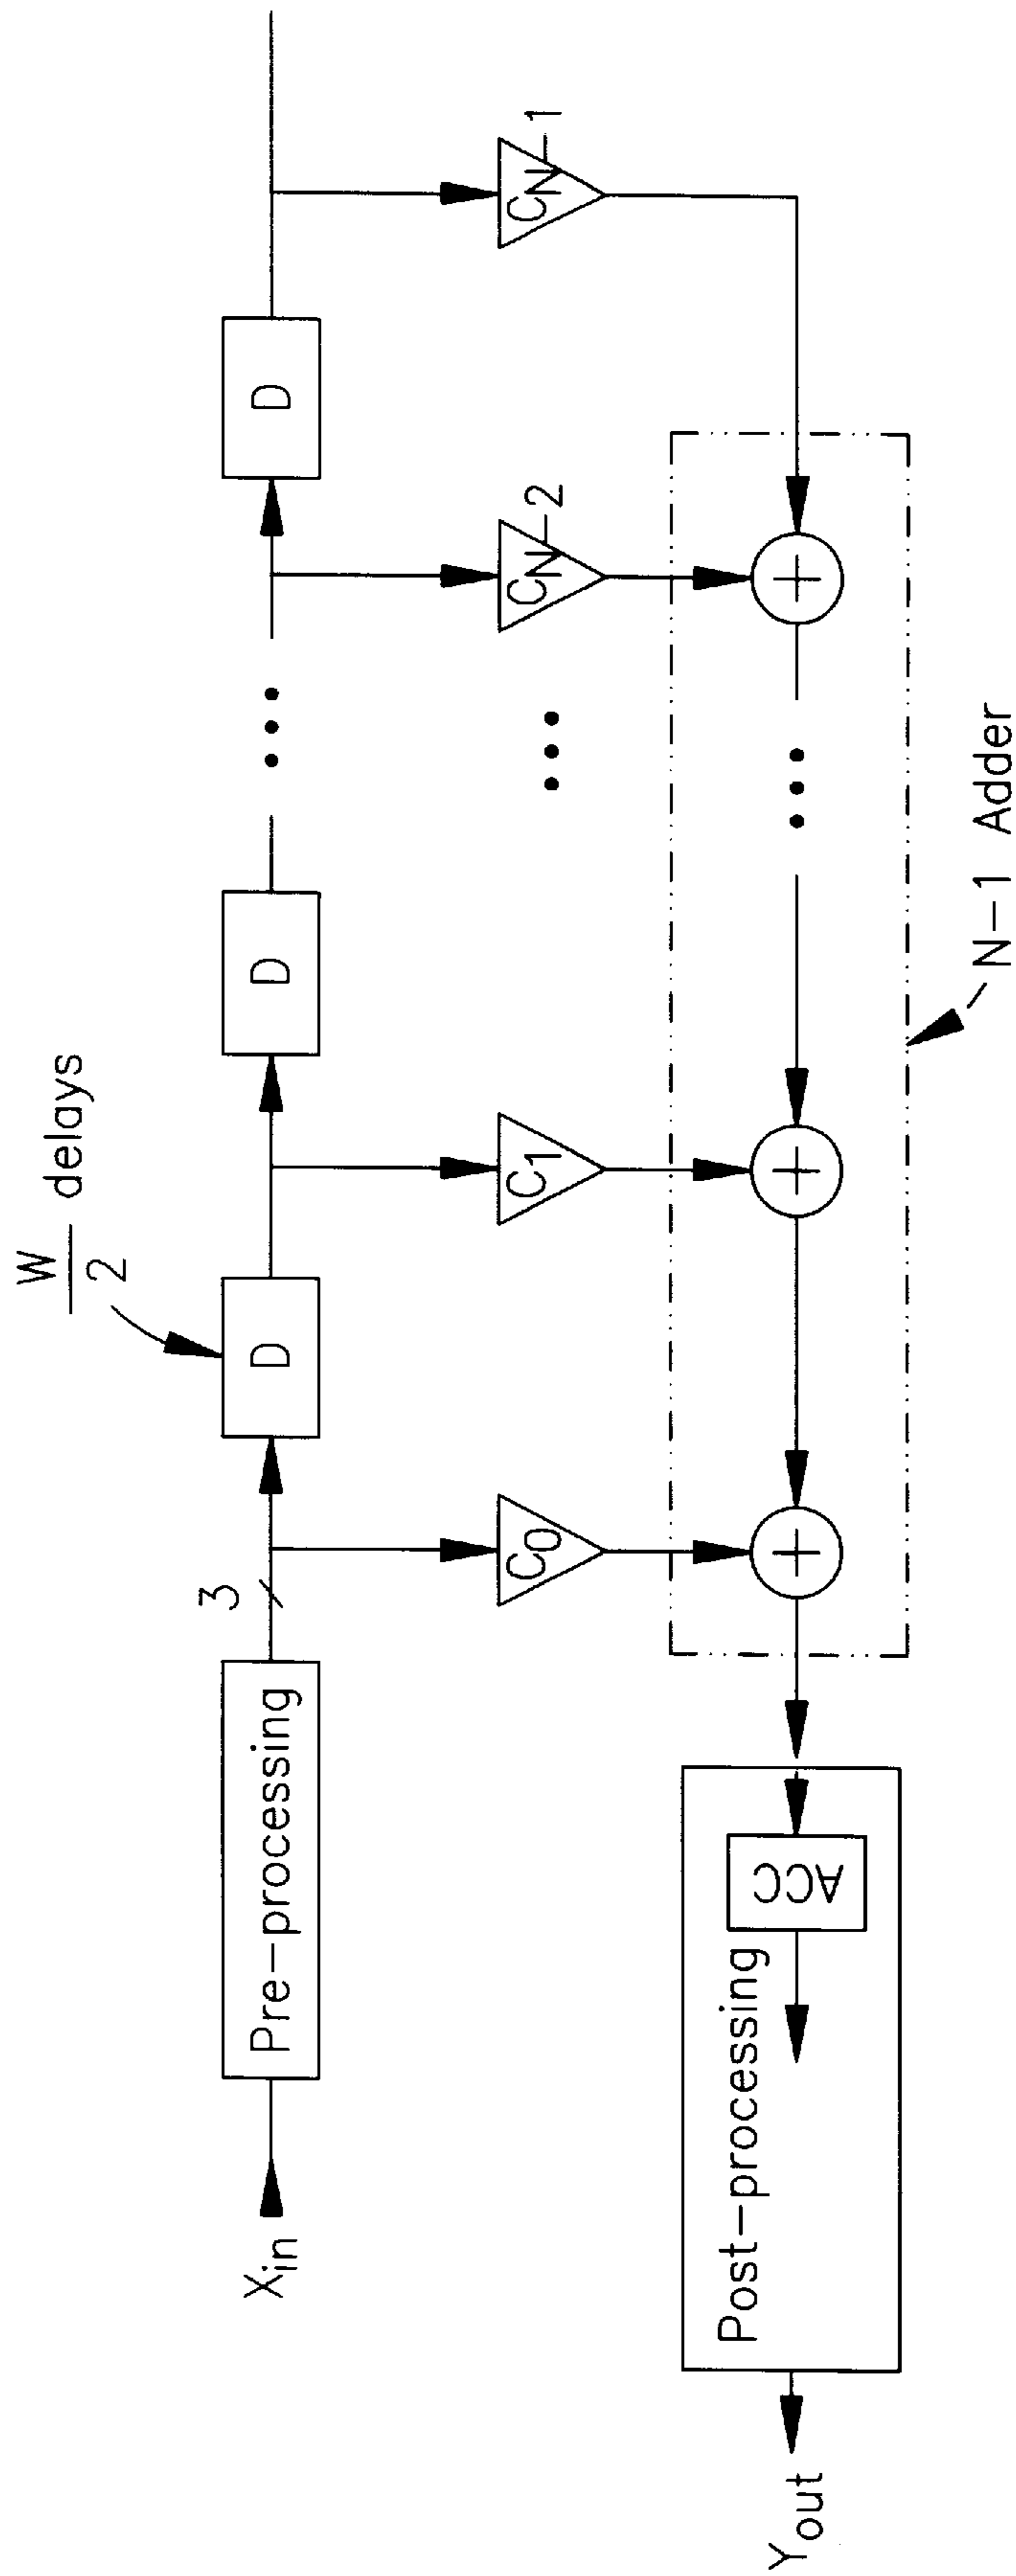 W/2 delays
X_in
Pre-processing
3
D
D
D
C_0
C_1
C_N-2
C_N-1
+
+
+
N-1 Adder
Y_out
Post-processing
ACC